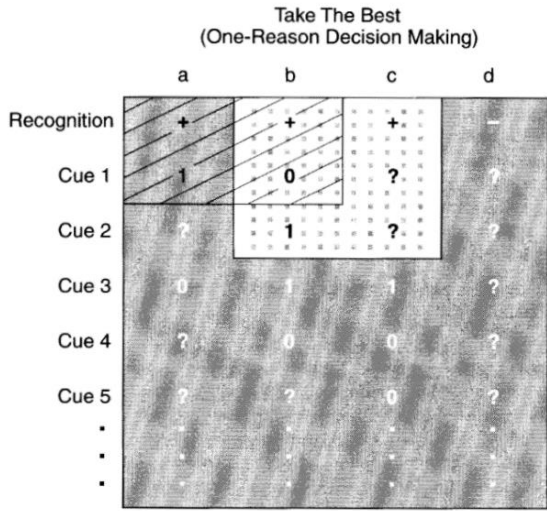 Take The Best
(One-Reason Decision Making)
a b c d
Recognition + + + –
Cue 1 1 0 ? ?
Cue 2 ? 1 ? ?
Cue 3 0 1 1 ?
Cue 4 ? 0 0 ?
Cue 5 ? ? 0 ?